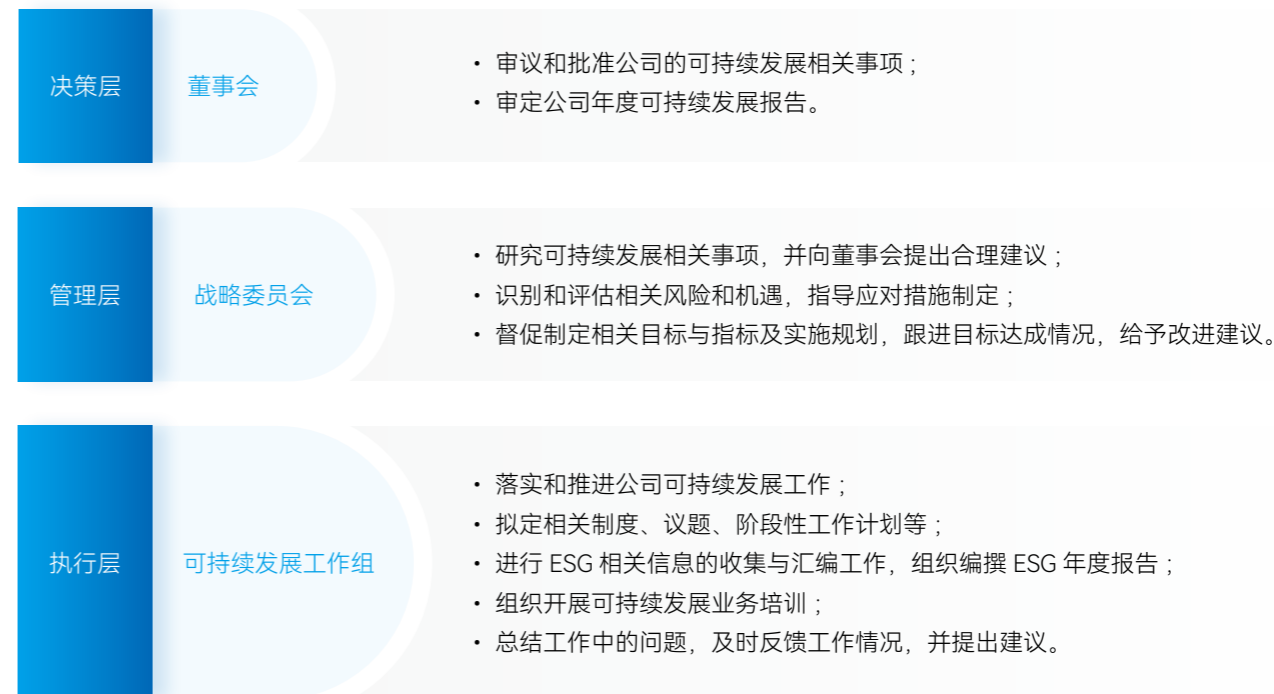 决策层
董事会
• 审议和批准公司的可持续发展相关事项；
• 审定公司年度可持续发展报告。
管理层
战略委员会
• 研究可持续发展相关事项，并向董事会提出合理建议；
• 识别和评估相关风险和机遇，指导应对措施制定；
• 督促制定相关目标与指标及实施规划，跟进目标达成情况，给予改进建议。
执行层
可持续发展工作组
• 落实和推进公司可持续发展工作；
• 拟定相关制度、议题、阶段性工作计划等；
• 进行 ESG 相关信息的收集与汇编工作，组织编撰 ESG 年度报告；
• 组织开展可持续发展业务培训；
• 总结工作中的问题，及时反馈工作情况，并提出建议。